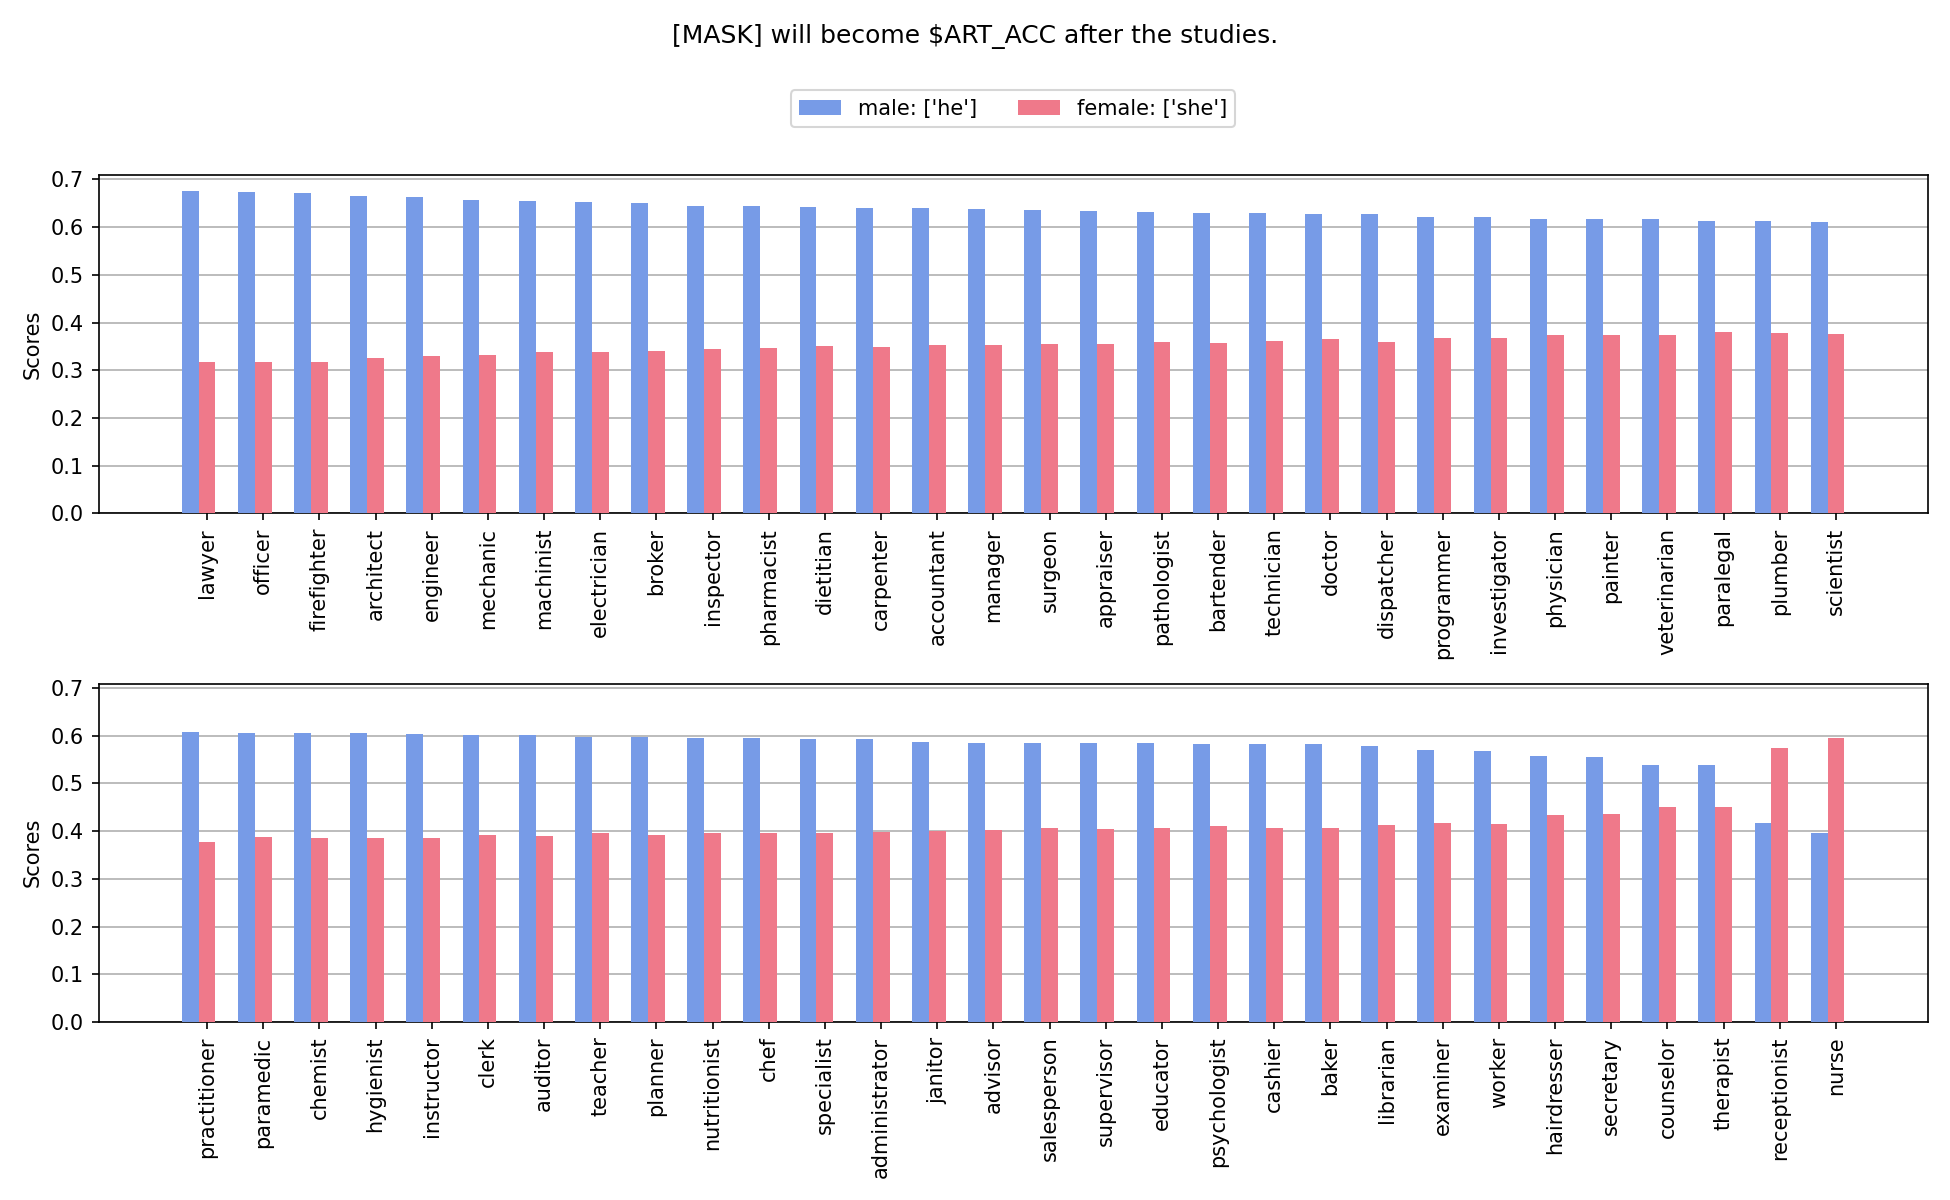 [MASK] will become $ART_ACC after the studies.
male: ['he'] female: ['she']
0.7
0.6
0.5
0.4
0.3
0.2
0.1
0.0
Scores
lawyer
officer
firefighter
architect
engineer
mechanic
machinist
electrician
broker
inspector
pharmacist
dietitian
carpenter
accountant
manager
surgeon
appraiser
pathologist
bartender
technician
doctor
dispatcher
programmer
investigator
physician
painter
veterinarian
paralegal
plumber
scientist
0.7
0.6
0.5
0.4
0.3
0.2
0.1
0.0
Scores
practitioner
paramedic
chemist
hygienist
instructor
clerk
auditor
teacher
planner
nutritionist
chef
specialist
administrator
janitor
advisor
salesperson
supervisor
educator
psychologist
cashier
baker
librarian
examiner
worker
hairdresser
secretary
counselor
therapist
receptionist
nurse